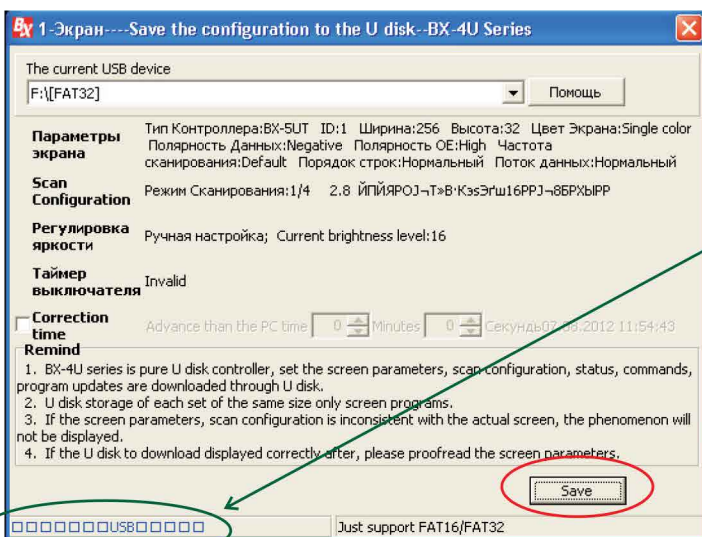 1-Экран----Save the configuration to the U disk--BX-4U Series
The current USB device
F:\[FAT32]
Помощь
Параметры экрана
Тип Контроллера:BX-5UT ID:1 Ширина:256 Высота:32 Цвет Экрана:Single color
Полярность Данных:Negative Полярность OE:High Частота
сканирования:Default Порядок строк:Нормальный Поток данных:Нормальный
Scan Configuration
Режим Сканирования:1/4 2.8
Регулировка яркости
Ручная настройка; Current brightness level:16
Таймер выключателя
Invalid
Correction time
Advance than the PC time 0 Minutes 0 Секундь 2012 11:54:43
Remind
1. BX-4U series is pure U disk controller, set the screen parameters, scan configuration, status, commands,
program updates are downloaded through U disk.
2. U disk storage of each set of the same size only screen programs.
3. If the screen parameters, scan configuration is inconsistent with the actual screen, the phenomenon will
not be displayed.
4. If the U disk to download displayed correctly after, please proofread the screen parameters.
Save
□□□□□□□USB□□□□□
Just support FAT16/FAT32